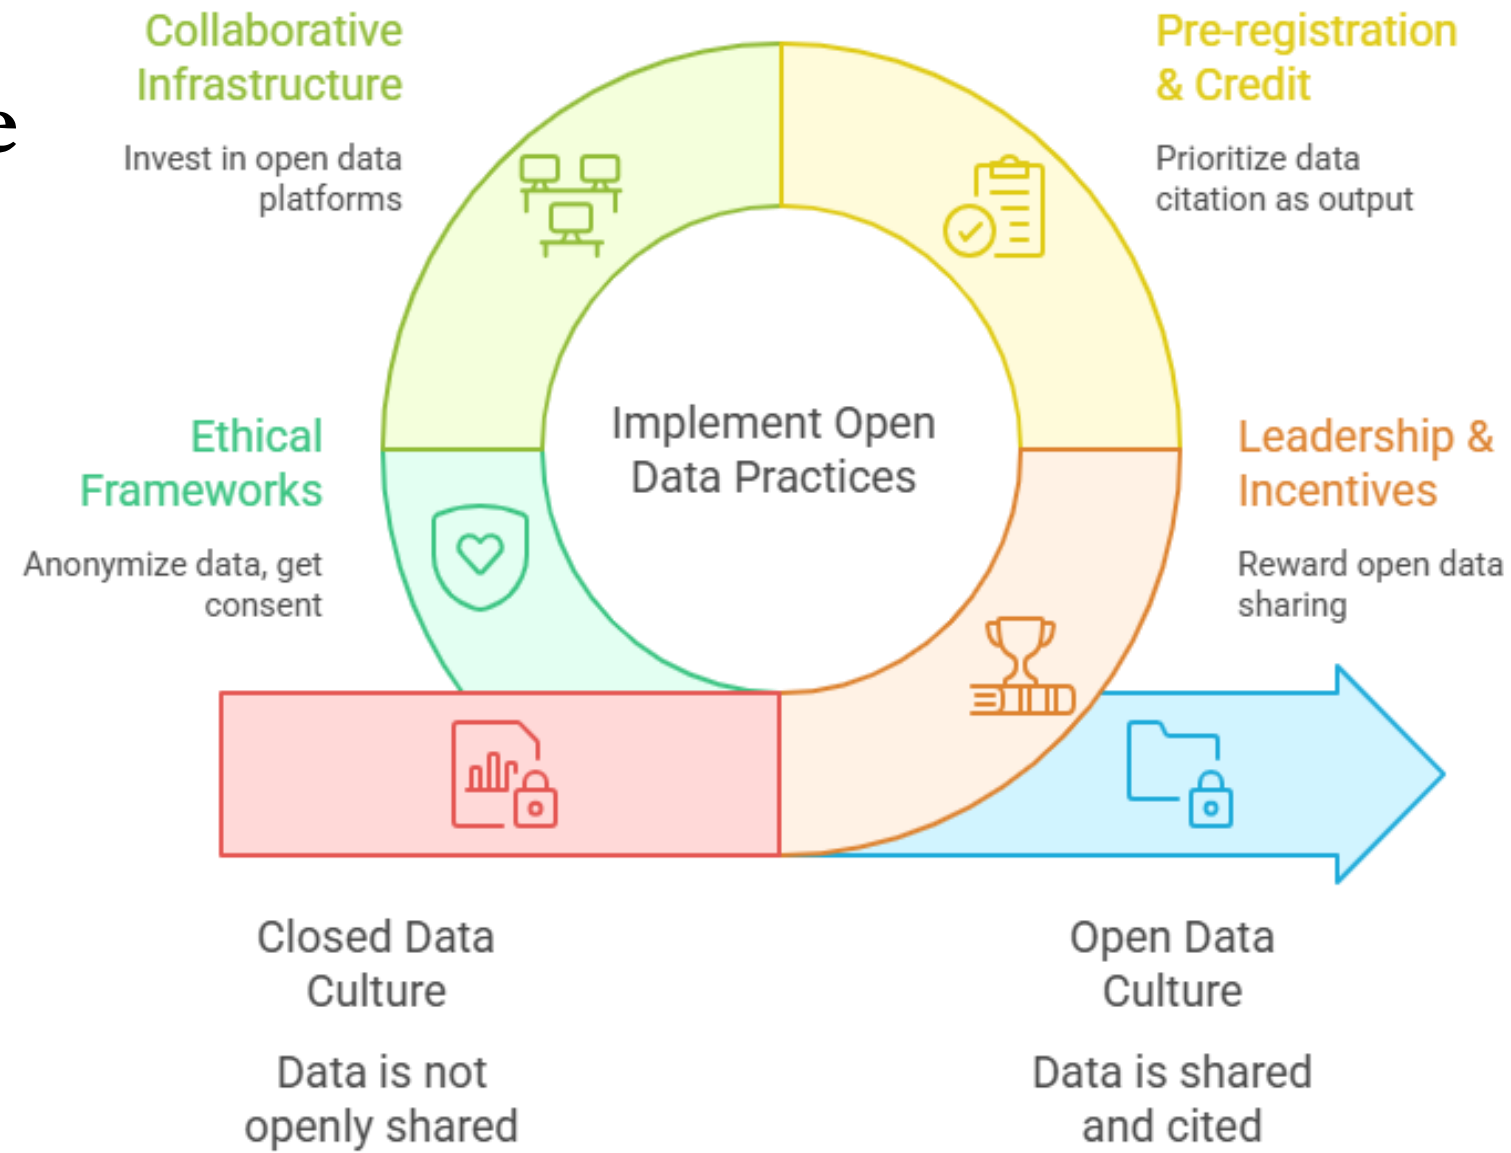 Collaborative
Infrastructure
Invest in open data
platforms
Pre-registration
& Credit
Prioritize data
citation as output
e
Implement Open
Data Practices
Ethical
Frameworks
Anonymize data, get
consent
Leadership &
Incentives
Reward open data
sharing
Closed Data
Culture
Data is not
openly shared
Open Data
Culture
Data is shared
and cited